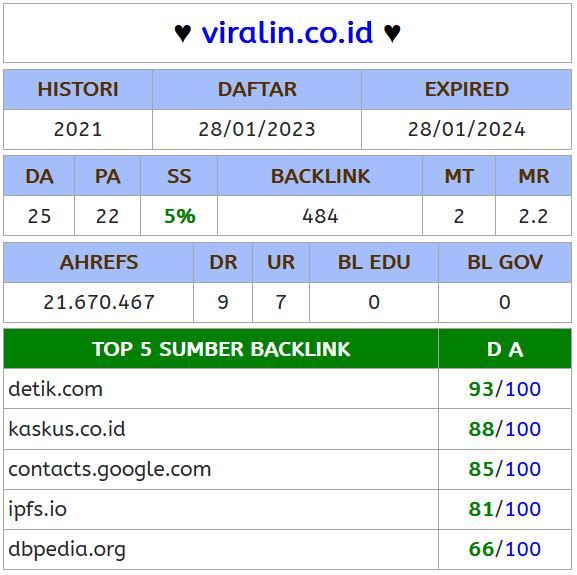 ♥ viralin.co.id ♥
HISTORI DAFTAR EXPIRED
2021 28/01/2023 28/01/2024
DA PA SS BACKLINK MT MR
25 22 5% 484 2 2.2
AHREFS DR UR BL EDU BL GOV
21.670.467 9 7 0 0
TOP 5 SUMBER BACKLINK D A
detik.com 93/100
kaskus.co.id 88/100
contacts.google.com 85/100
ipfs.io 81/100
dbpedia.org 66/100